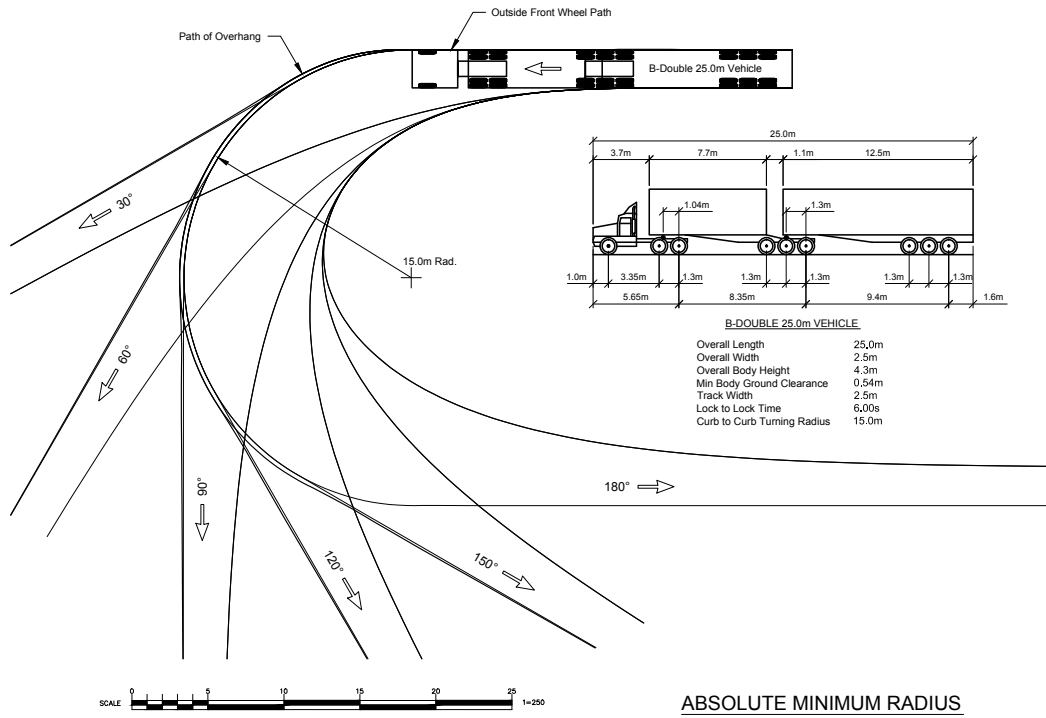 Outside Front Wheel Path
Path of Overhang
B-Double 25.0m Vehicle
25.0m
3.7m 7.7m 1.1m 12.5m
1.04m 1.3m
30°
15.0m Rad.
1.0m 3.35m 1.3m 1.3m 1.3m 1.3m 1.3m
5.65m 8.35m 9.4m 1.6m
B-DOUBLE 25.0m VEHICLE
Overall Length 25.0m
Overall Width 2.5m
Overall Body Height 4.3m
Min Body Ground Clearance 0.54m
Track Width 2.5m
Lock to Lock Time 6.00s
Curb to Curb Turning Radius 15.0m
60°
90°
180°
120°
150°
SCALE 0 5 10 15 20 25 1=250
ABSOLUTE MINIMUM RADIUS